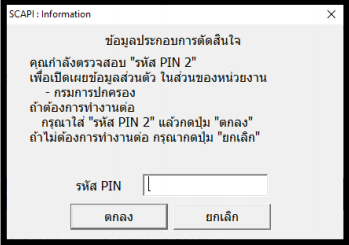 SCAPI : Information
ข้อมูลประกอบการตัดสินใจ
คุณกำลังตรวจสอบ "รหัส PIN 2"
เพื่อเปิดเผยข้อมูลส่วนตัว ในส่วนของหน่วยงาน
- กรมการปกครอง
ถ้าต้องการทำงานต่อ
กรุณาใส่ "รหัส PIN 2" แล้วกดปุ่ม "ตกลง"
ถ้าไม่ต้องการทำงานต่อ กรุณากดปุ่ม "ยกเลิก"
รหัส PIN
ตกลง ยกเลิก